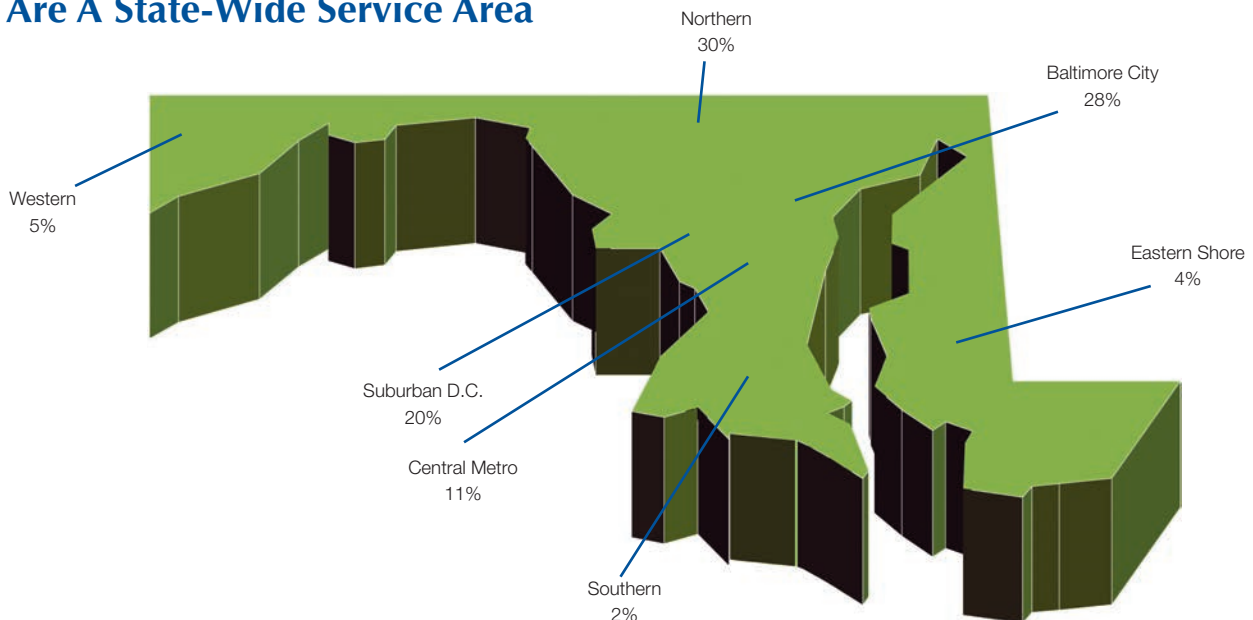 Are A State-Wide Service Area
Northern
30%
Baltimore City
28%
Western
5%
Eastern Shore
4%
Suburban D.C.
20%
Central Metro
11%
Southern
2%